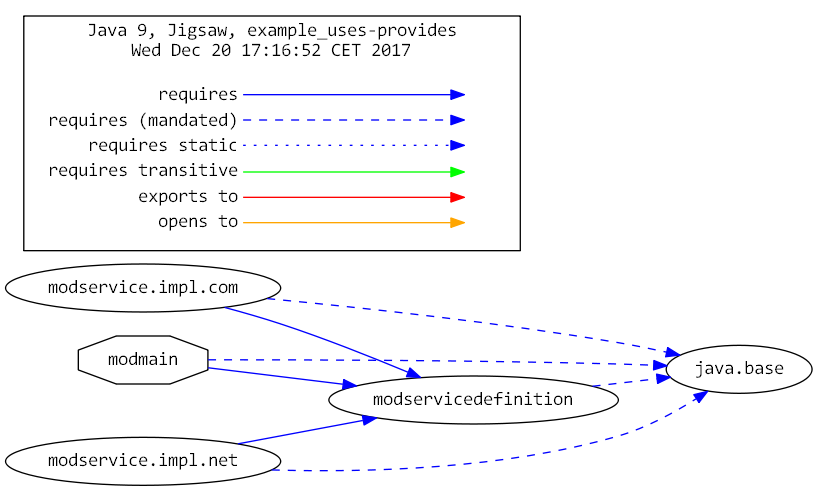 Java 9, Jigsaw, example_uses-provides
Wed Dec 20 17:16:52 CET 2017
requires
requires (mandated)
requires static
requires transitive
exports to
opens to
modservice.impl.com
modmain
java.base
modservicedefinition
modservice.impl.net